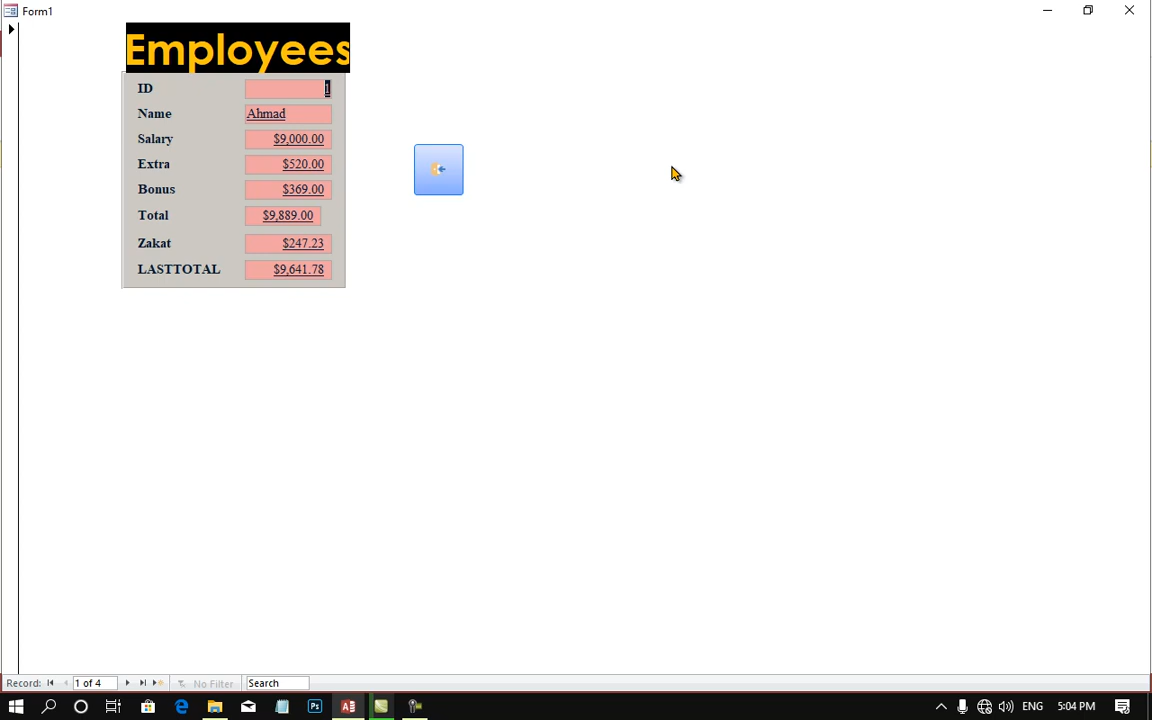 Form1
Employees
ID 1
Name Ahmad
Salary $9,000.00
Extra $520.00
Bonus $369.00
Total $9,889.00
Zakat $247.23
LASTTOTAL $9,641.78
Record: 1 of 4 No Filter Search
ENG 5:04 PM